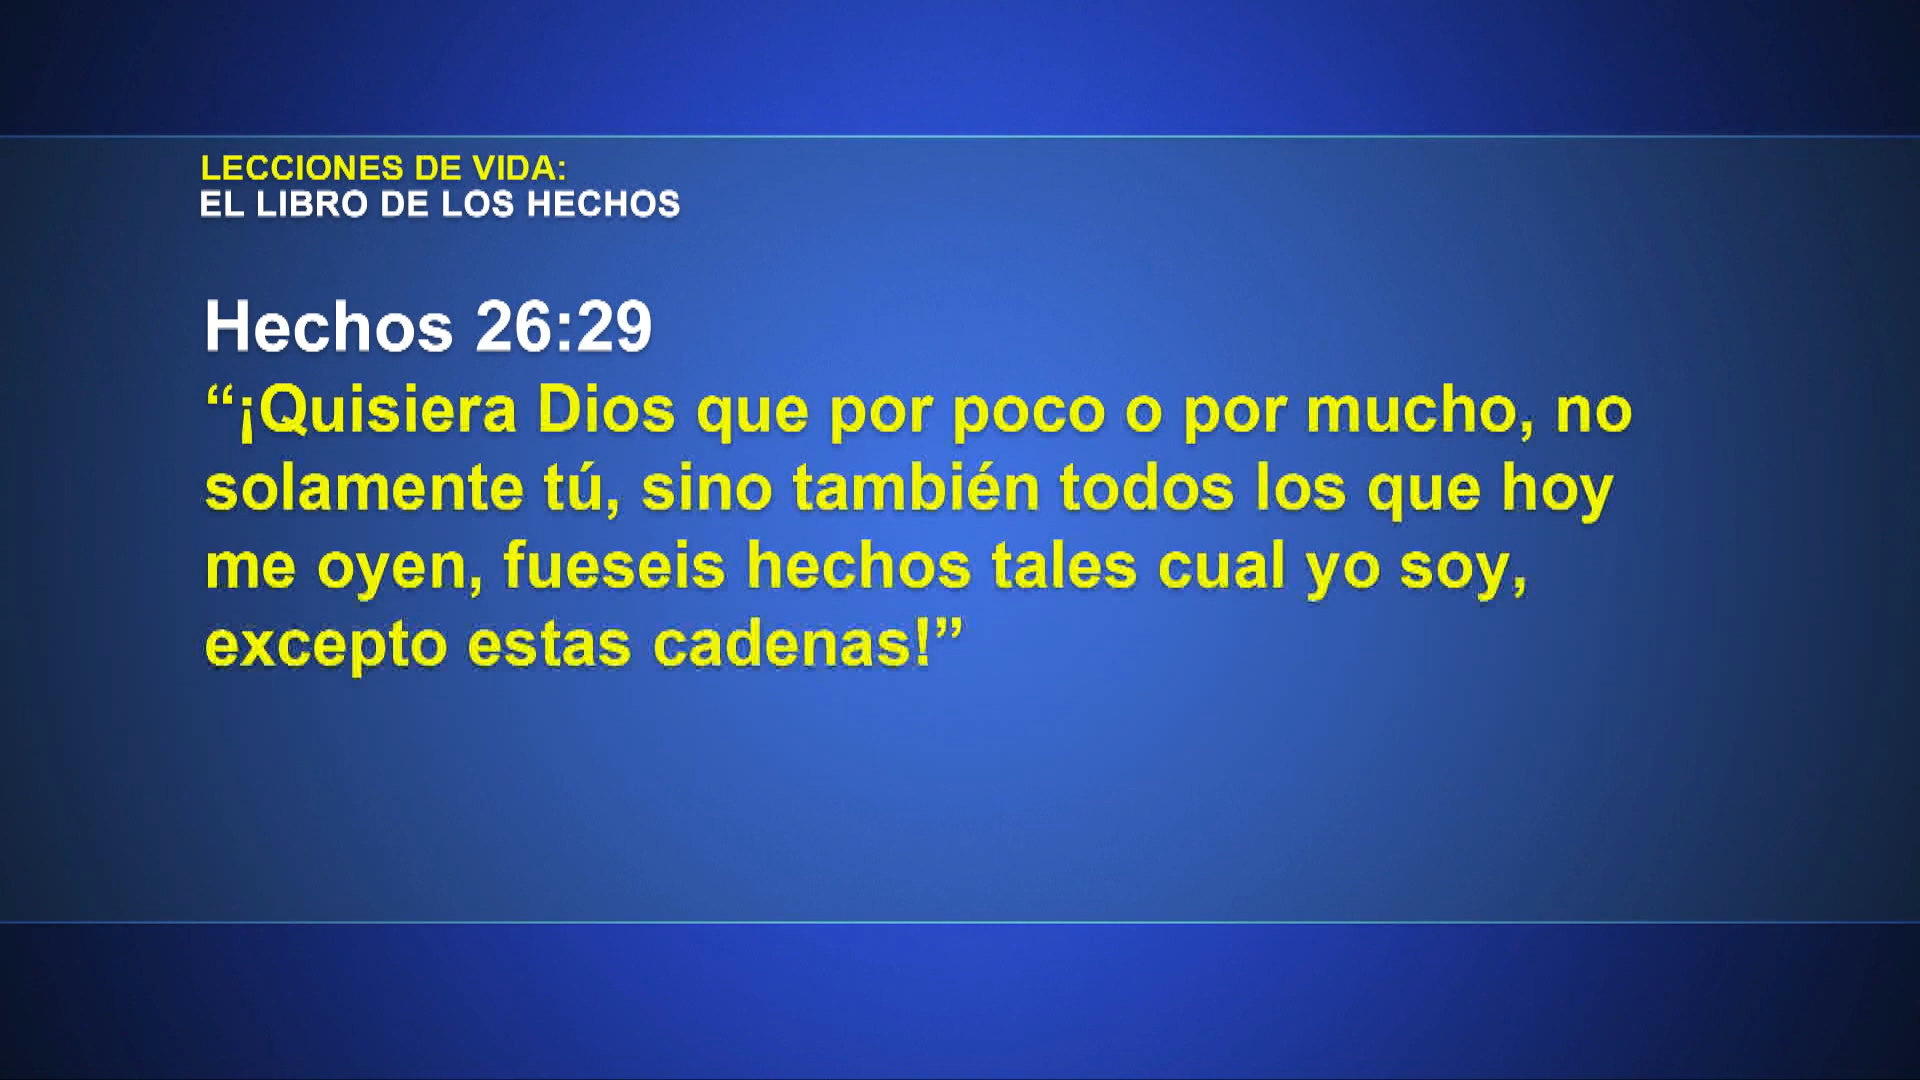 LECCIONES DE VIDA:
EL LIBRO DE LOS HECHOS
Hechos 26:29
“¡Quisiera Dios que por poco o por mucho, no
solamente tú, sino también todos los que hoy
me oyen, fueseis hechos tales cual yo soy,
excepto estas cadenas!”